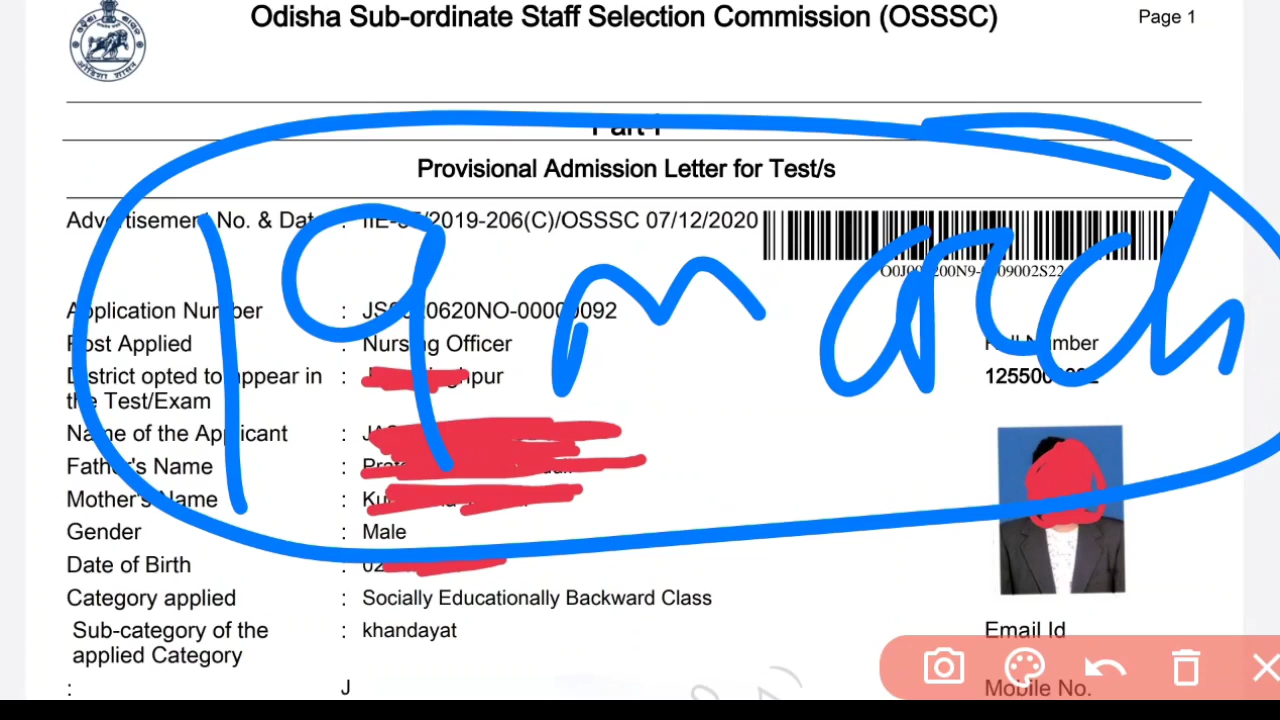 Odisha Sub-ordinate Staff Selection Commission (OSSSC)
Page 1
Part I
Provisional Admission Letter for Test/s
Advertisement No. & Date : IIE- /2019-206(C)/OSSSC 07/12/2020
Application Number :
Post Applied : Nursing Officer
Roll Number
District opted to appear in the Test/Exam :
Name of the Applicant :
Father's Name :
Mother's Name :
Gender : Male
Date of Birth : 02
Category applied : Socially Educationally Backward Class
Sub-category of the applied Category : khandayat
Email Id
: J
Mobile No.
19 march